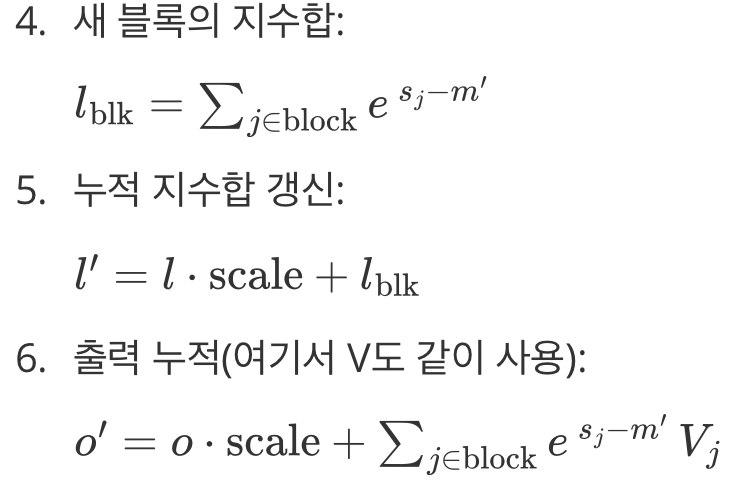 4. 새 블록의 지수합:
l_blk = ∑_{j∈block} e^{s_j−m′}
5. 누적 지수합 갱신:
l′ = l · scale + l_blk
6. 출력 누적(여기서 V도 같이 사용):
o′ = o · scale + ∑_{j∈block} e^{s_j−m′} V_j